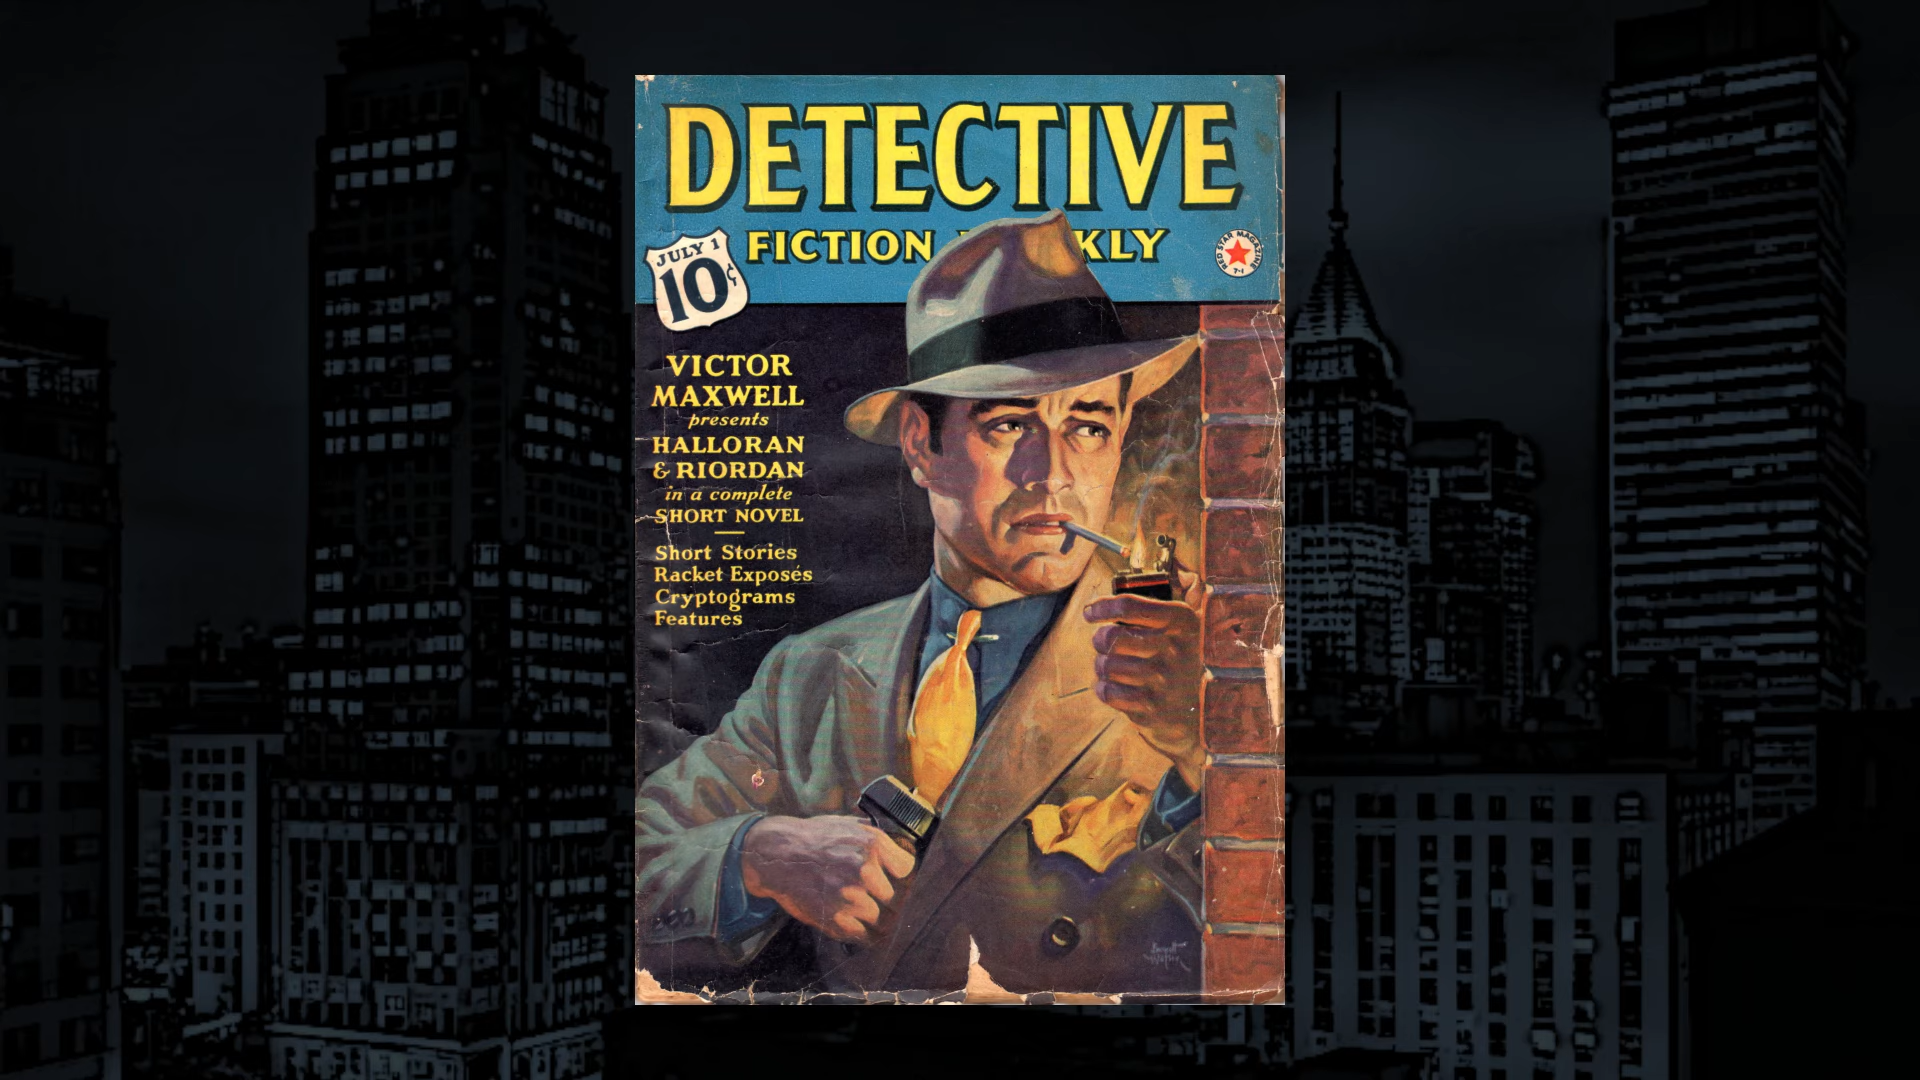 DETECTIVE
FICTION KLY
JULY 1
10¢
RED STAR MAGAZINE
7-1
VICTOR
MAXWELL
presents
HALLORAN
& RIORDAN
in a complete
SHORT NOVEL
Short Stories
Racket Exposés
Cryptograms
Features